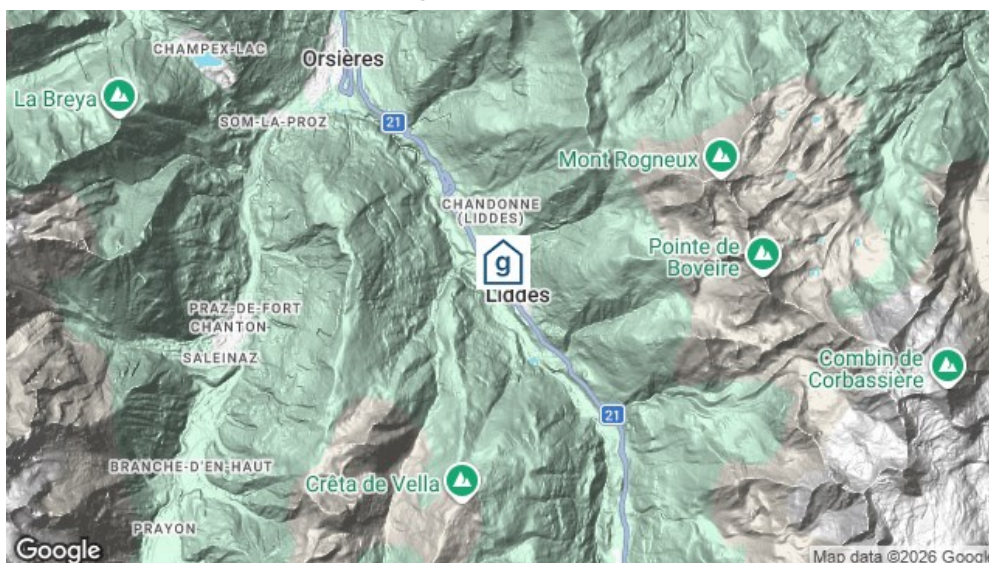 CHAMPEX-LAC
Orsières
La Breya
SOM-LA-PROZ
21
Mont Rogneux
CHANDONNE
(LIDDES)
g
Pointe de
Boveire
Liddes
PRAZ-DE-FORT
CHANTON
SALEINAZ
Combin de
Corbassière
21
BRANCHE-D'EN-HAUT
Crêta de Vella
PRAYON
Google
Map data ©2026 Google